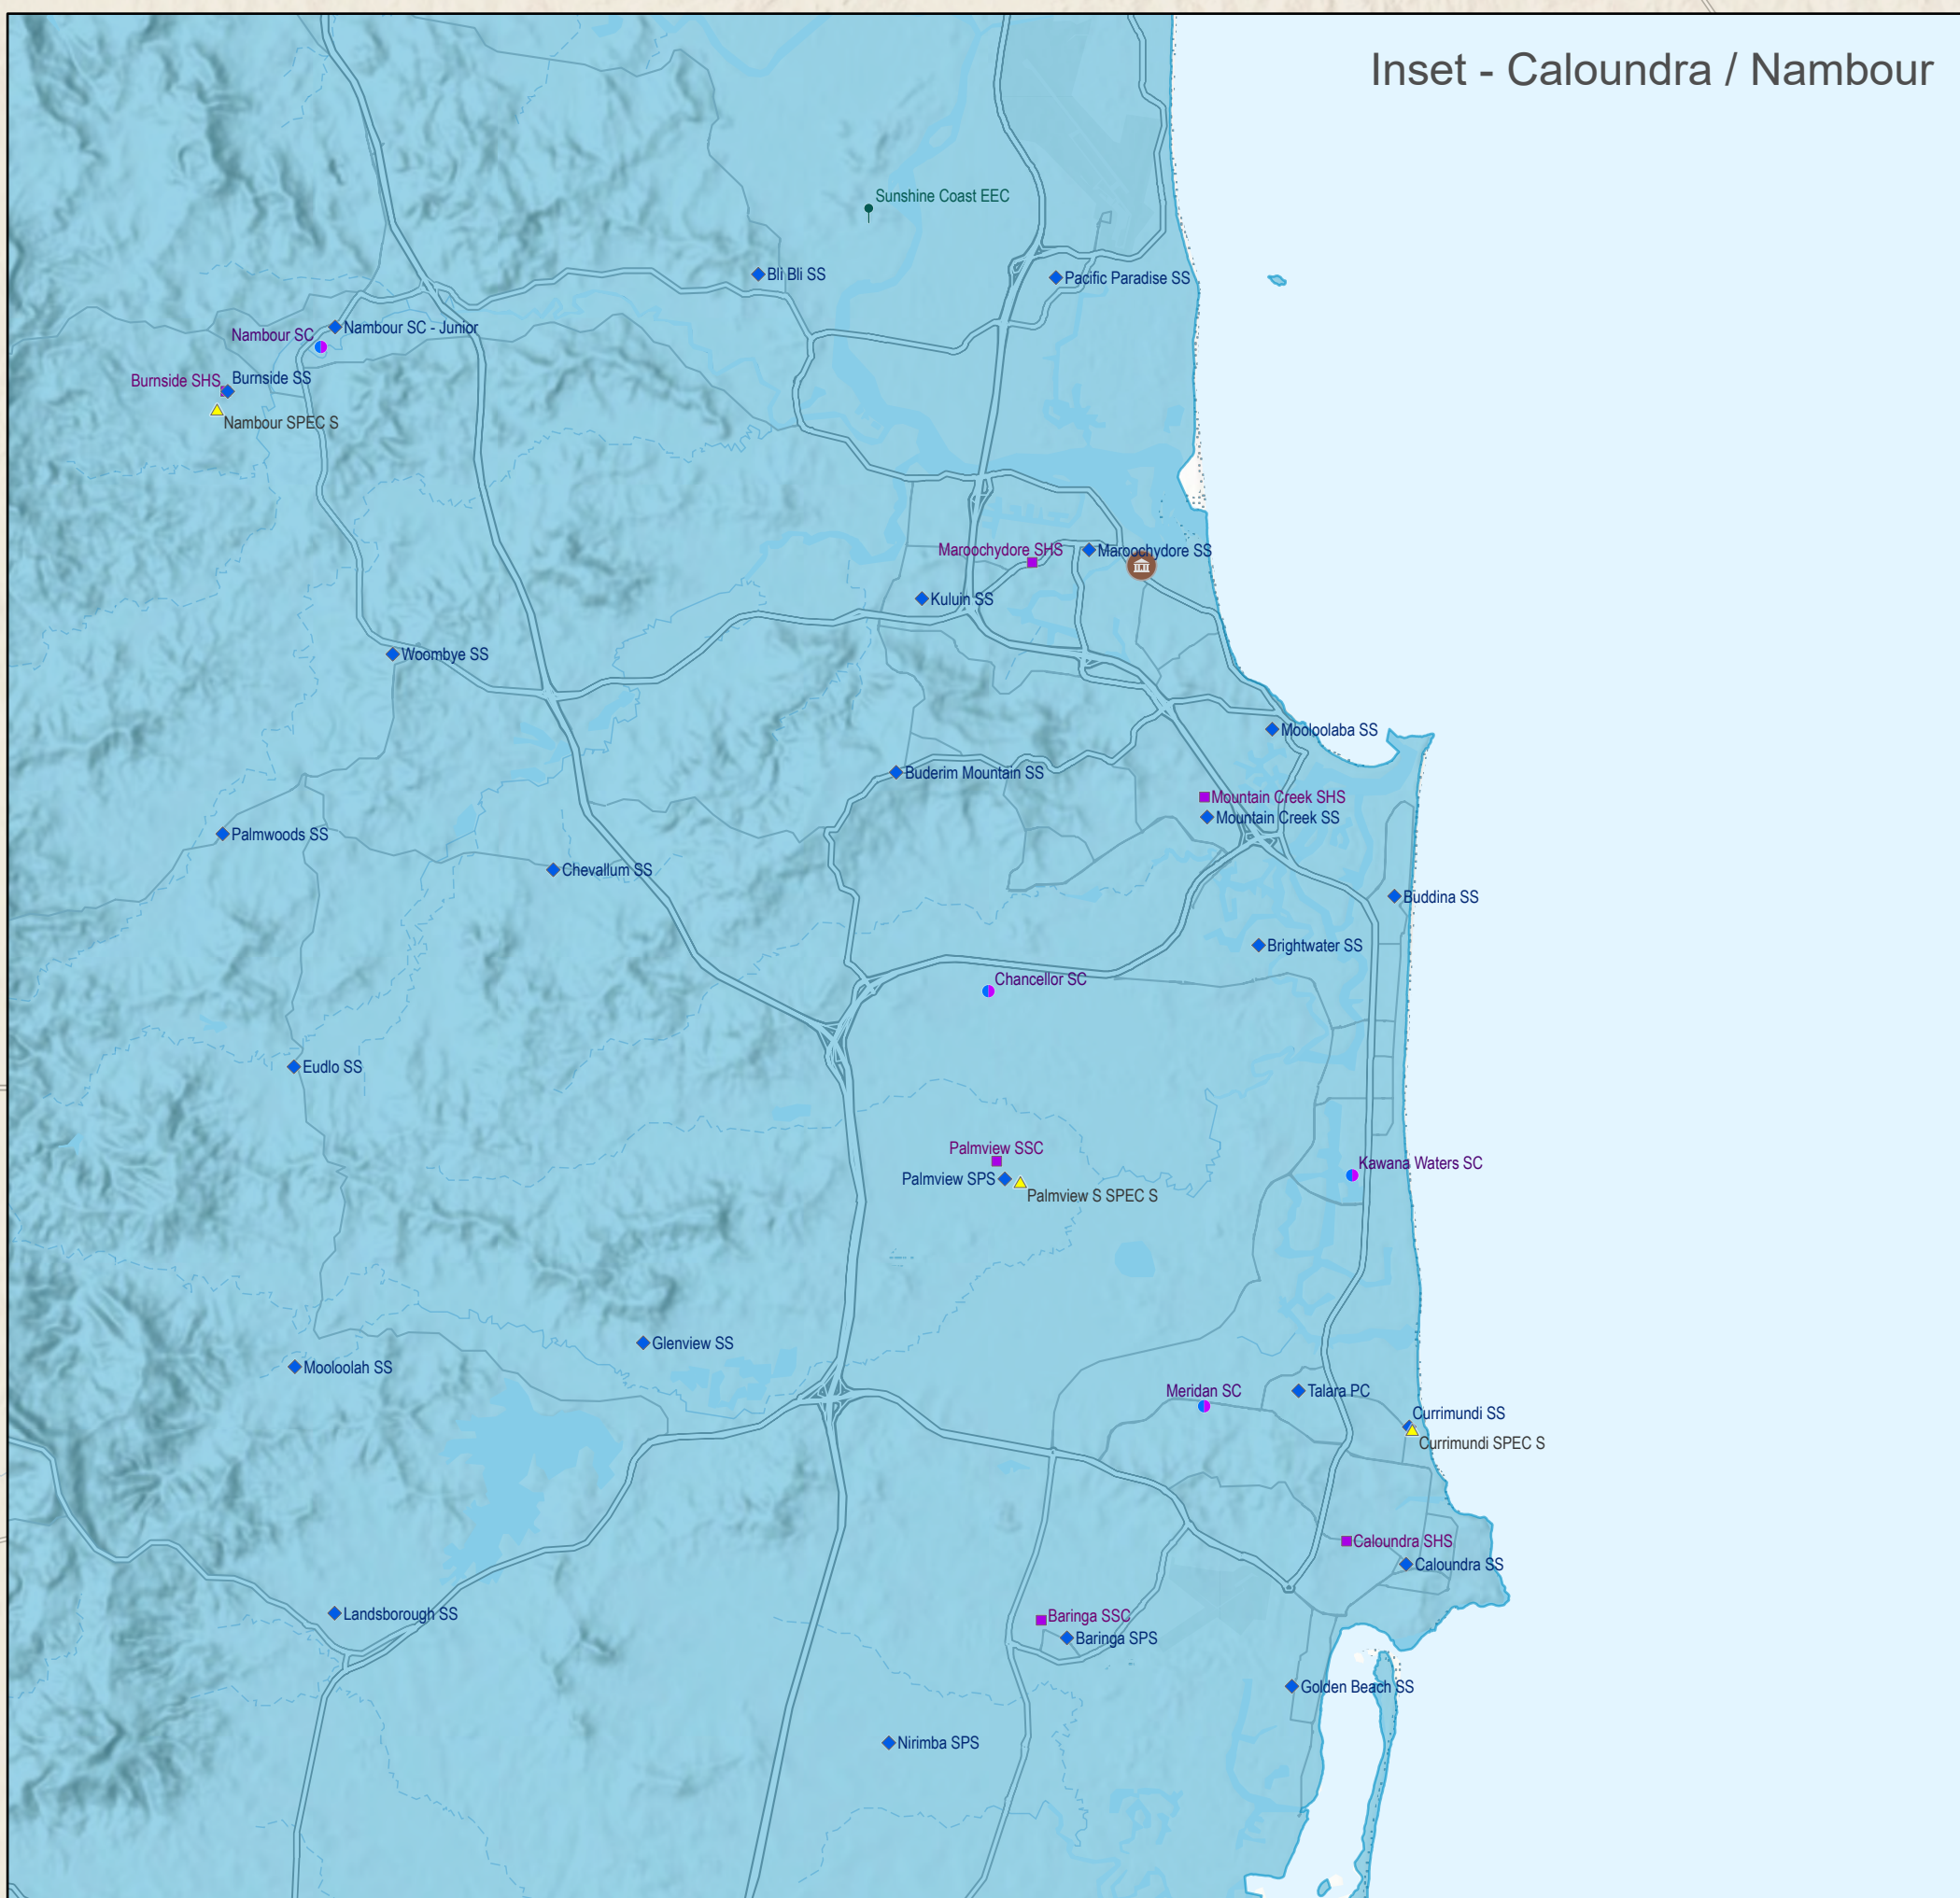 Inset - Caloundra / Nambour
Sunshine Coast EEC
Bli Bli SS
Pacific Paradise SS
Nambour SC - Junior
Nambour SC
Burnside SHS
Burnside SS
Nambour SPEC S
Maroochydore SHS
Maroochydore SS
Kuluin SS
Woombye SS
Mooloolaba SS
Buderim Mountain SS
Mountain Creek SHS
Mountain Creek SS
Palmwoods SS
Chevallum SS
Buddina SS
Brightwater SS
Chancellor SC
Eudlo SS
Palmview SSC
Kawana Waters SC
Palmview SPS
Palmview S SPEC S
Glenview SS
Mooloolah SS
Meridan SC
Talara PC
Currimundi SS
Currimundi SPEC S
Caloundra SHS
Caloundra SS
Landsborough SS
Baringa SSC
Baringa SPS
Golden Beach SS
Nirimba SPS